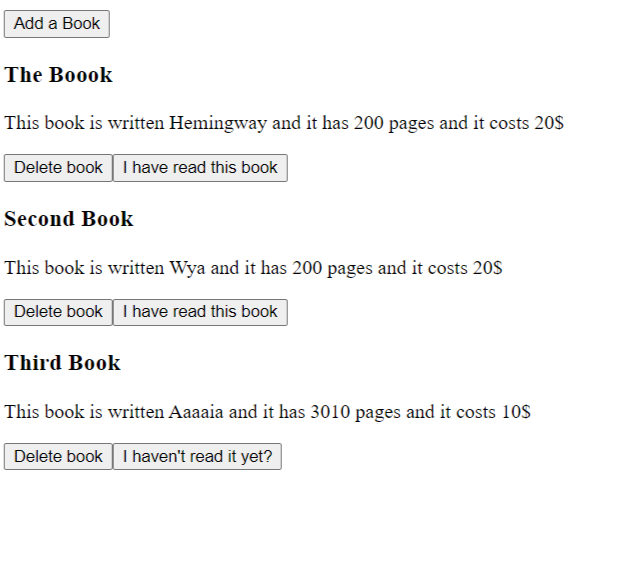 Add a Book
The Boook
This book is written Hemingway and it has 200 pages and it costs 20$
Delete book I have read this book
Second Book
This book is written Wya and it has 200 pages and it costs 20$
Delete book I have read this book
Third Book
This book is written Aaaaia and it has 3010 pages and it costs 10$
Delete book I haven't read it yet?